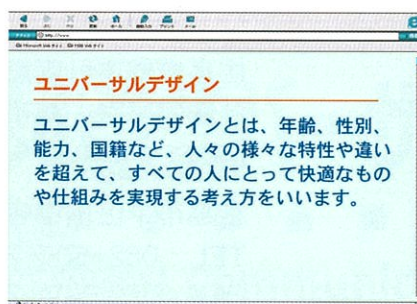 http://www
ユニバーサルデザイン
ユニバーサルデザインとは、年齢、性別、
能力、国籍など、人々の様々な特性や違い
を超えて、すべての人にとって快適なもの
や仕組みを実現する考え方をいいます。